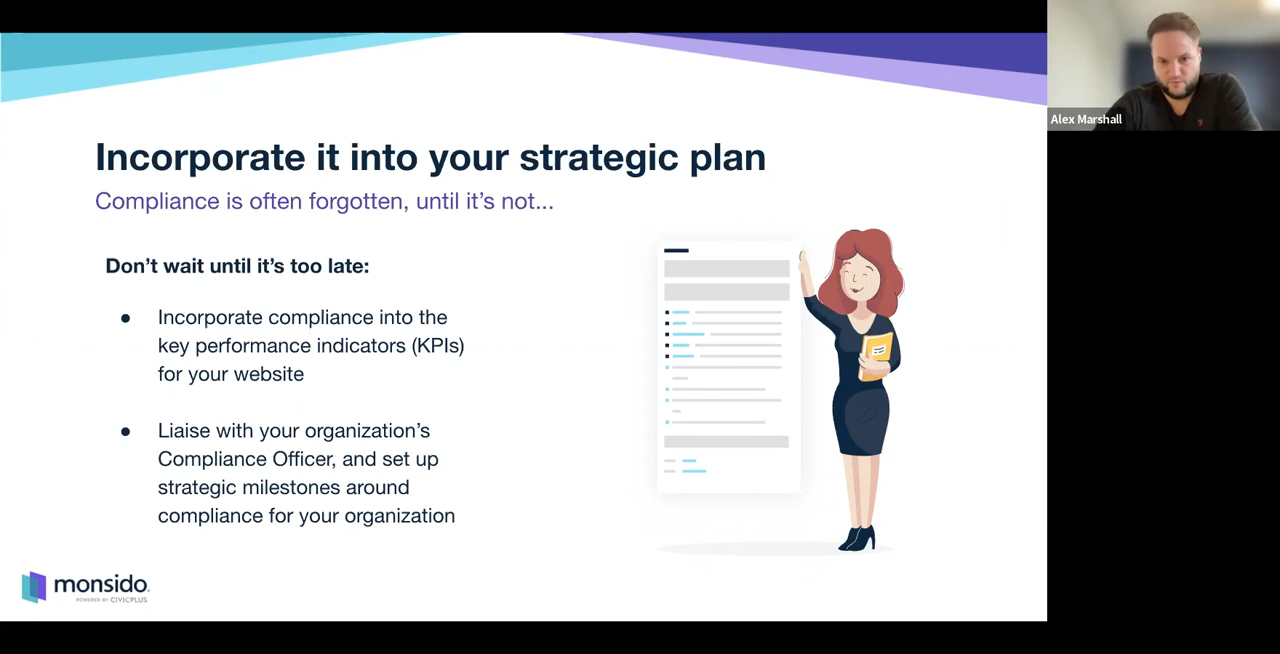 Incorporate it into your strategic plan
Compliance is often forgotten, until it's not...
Don't wait until it's too late:
● Incorporate compliance into the
key performance indicators (KPIs)
for your website
● Liaise with your organization's
Compliance Officer, and set up
strategic milestones around
compliance for your organization
monsido
POWERED BY CIVICPLUS
Alex Marshall